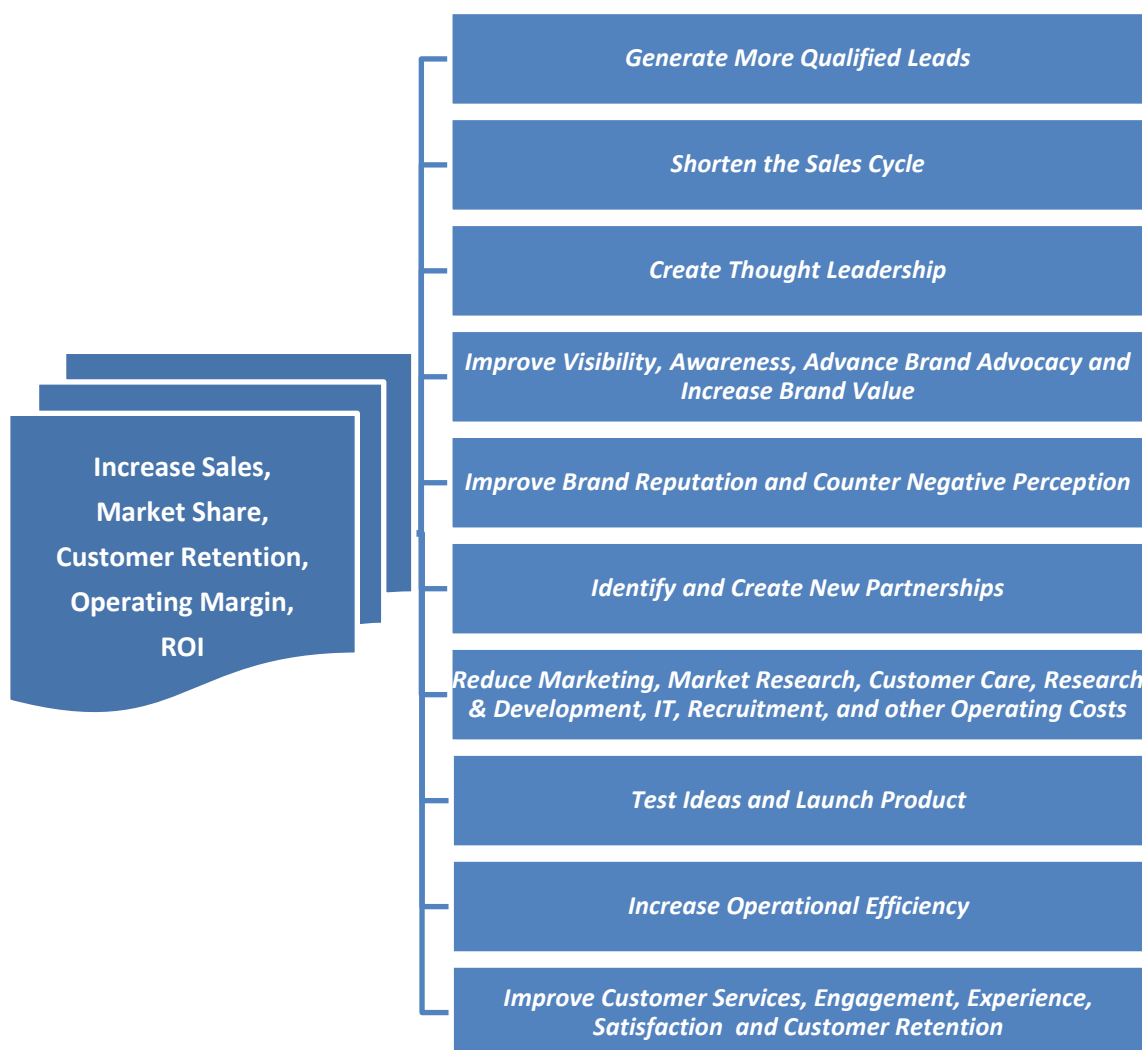 Generate More Qualified Leads
Shorten the Sales Cycle
Create Thought Leadership
Improve Visibility, Awareness, Advance Brand Advocacy and
Increase Brand Value
Increase Sales,
Market Share,
Customer Retention,
Operating Margin,
ROI
Improve Brand Reputation and Counter Negative Perception
Identify and Create New Partnerships
Reduce Marketing, Market Research, Customer Care, Research
& Development, IT, Recruitment, and other Operating Costs
Test Ideas and Launch Product
Increase Operational Efficiency
Improve Customer Services, Engagement, Experience,
Satisfaction and Customer Retention